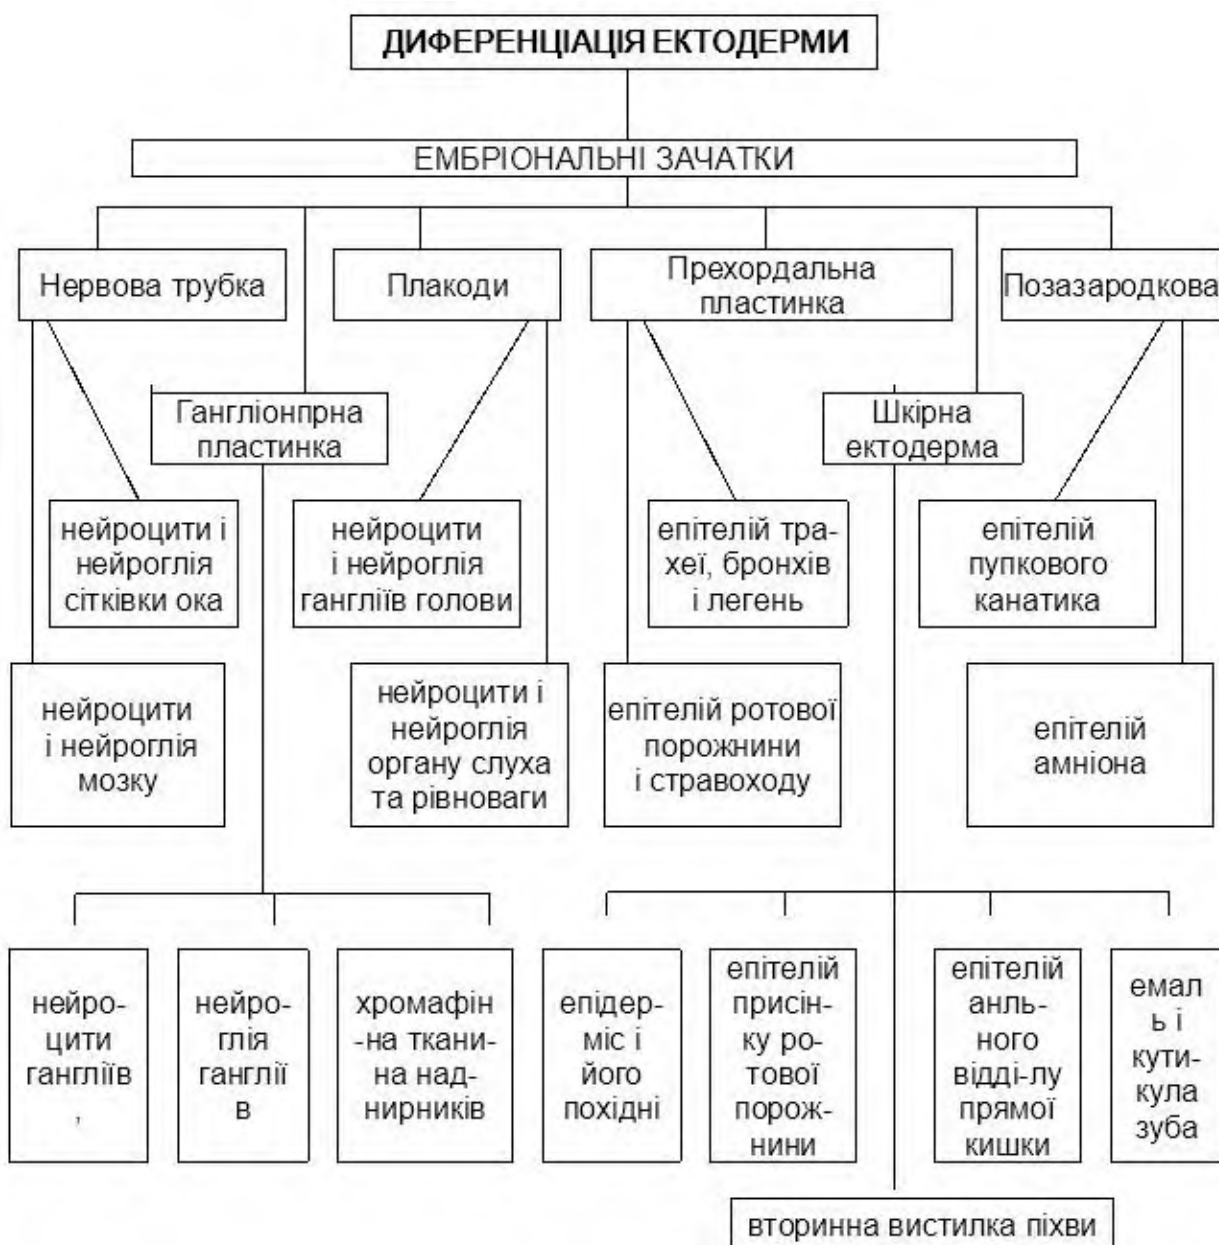 ДИФЕРЕНЦІАЦІЯ ЕКТОДЕРМИ
ЕМБРІОНАЛЬНІ ЗАЧАТКИ
Нервова трубка
Плакоди
Прехордальна
пластинка
Позазародкова
Гангліонпрна
пластинка
Шкірна
ектодерма
нейроцити і
нейроглія
сітківки ока
нейроцити
і нейроглія
гангліїв голови
епітелій тра-
хеї, бронхів
і легень
епітелій
пупкового
канатика
нейроцити
і нейроглія
мозку
нейроцити і
нейроглія
органу слуха
та рівноваги
епітелій ротової
порожнини
і стравоходу
епітелій
амніона
нейро-
цити
гангліїв
,
нейро-
глія
ганглії
в
хромафін
-на ткани-
на над-
нирників
епідер-
міс і
його
похідні
епітелій
присін-
ку ро-
тової
порож-
нини
епітелій
анль-
ного
відді-лу
прямої
кишки
емал
ь і
кути-
кула
зуба
вторинна вистилка піхви